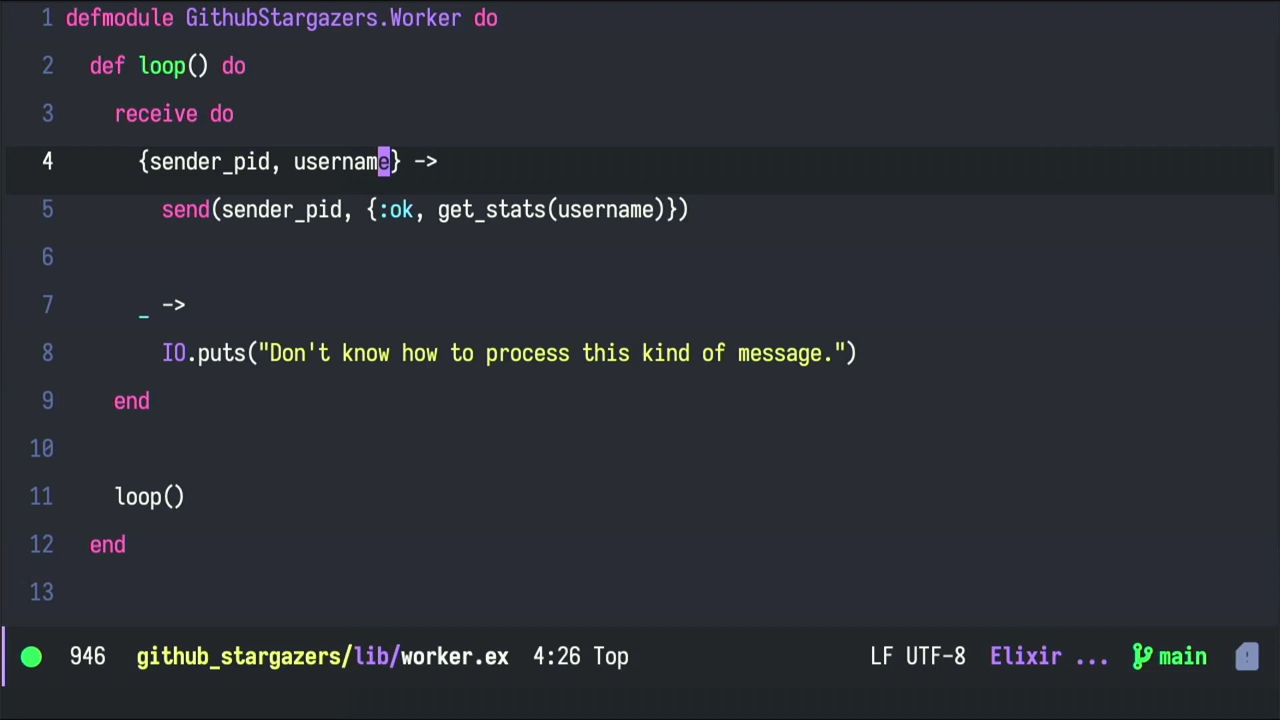 1 defmodule GithubStargazers.Worker do
2 def loop() do
3 receive do
4 {sender_pid, username} ->
5 send(sender_pid, {:ok, get_stats(username)})
6
7 _ ->
8 IO.puts("Don't know how to process this kind of message.")
9 end
10
11 loop()
12 end
13
946 github_stargazers/lib/worker.ex 4:26 Top LF UTF-8 Elixir ... main !